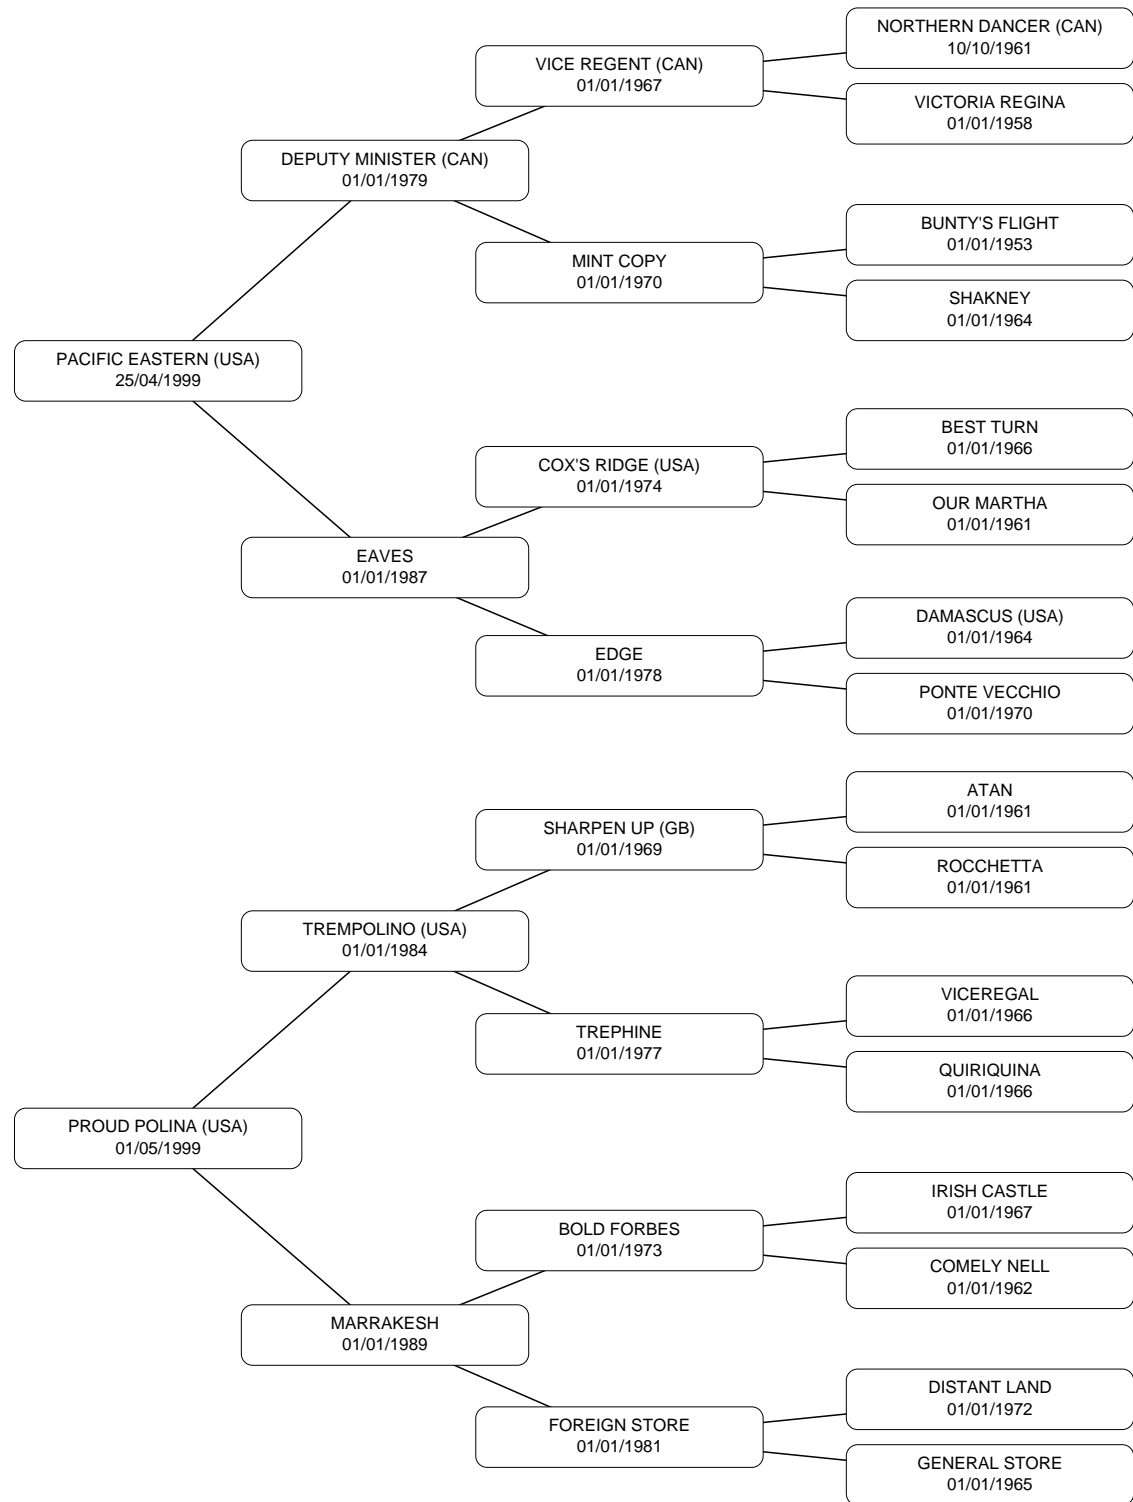 NORTHERN DANCER (CAN)
10/10/1961
VICE REGENT (CAN)
01/01/1967
VICTORIA REGINA
01/01/1958
DEPUTY MINISTER (CAN)
01/01/1979
BUNTY'S FLIGHT
01/01/1953
MINT COPY
01/01/1970
SHAKNEY
01/01/1964
PACIFIC EASTERN (USA)
25/04/1999
BEST TURN
01/01/1966
COX'S RIDGE (USA)
01/01/1974
OUR MARTHA
01/01/1961
EAVES
01/01/1987
DAMASCUS (USA)
01/01/1964
EDGE
01/01/1978
PONTE VECCHIO
01/01/1970
ATAN
01/01/1961
SHARPEN UP (GB)
01/01/1969
ROCCHETTA
01/01/1961
TREMPOLINO (USA)
01/01/1984
VICEREGAL
01/01/1966
TREPHINE
01/01/1977
QUIRIQUINA
01/01/1966
PROUD POLINA (USA)
01/05/1999
IRISH CASTLE
01/01/1967
BOLD FORBES
01/01/1973
COMELY NELL
01/01/1962
MARRAKESH
01/01/1989
DISTANT LAND
01/01/1972
FOREIGN STORE
01/01/1981
GENERAL STORE
01/01/1965